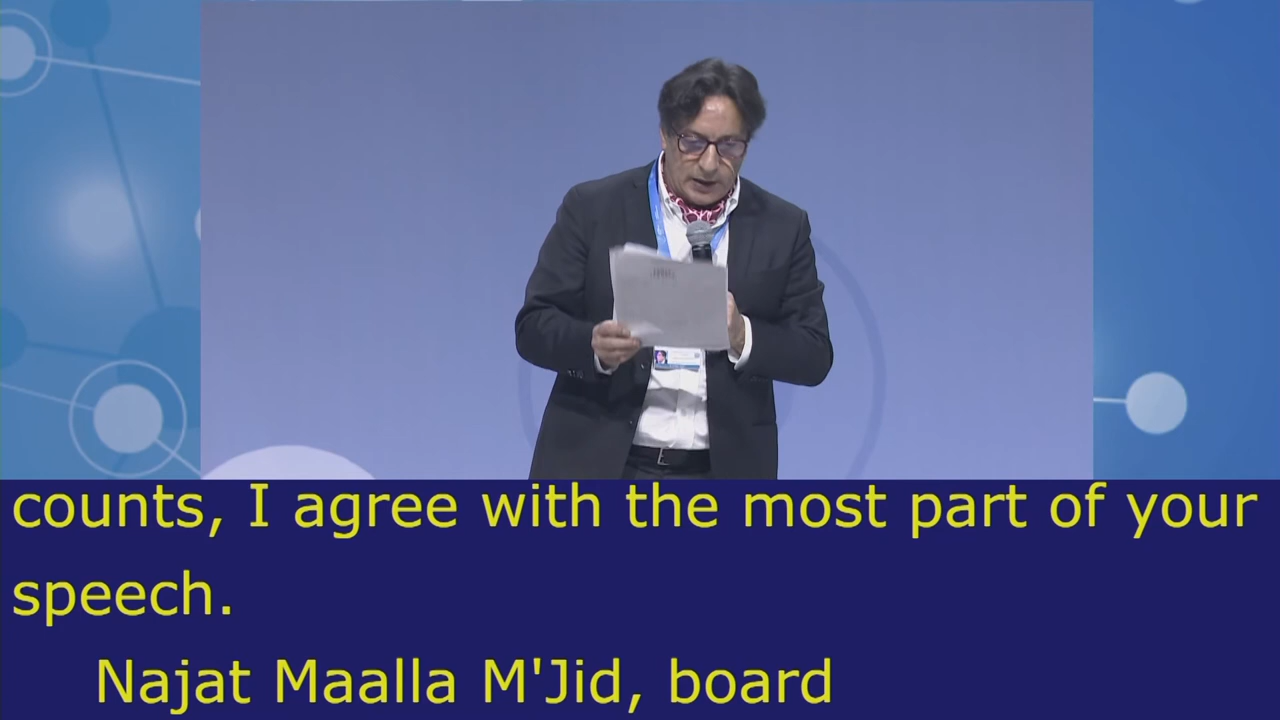 counts, I agree with the most part of your
speech.
Najat Maalla M'Jid, board